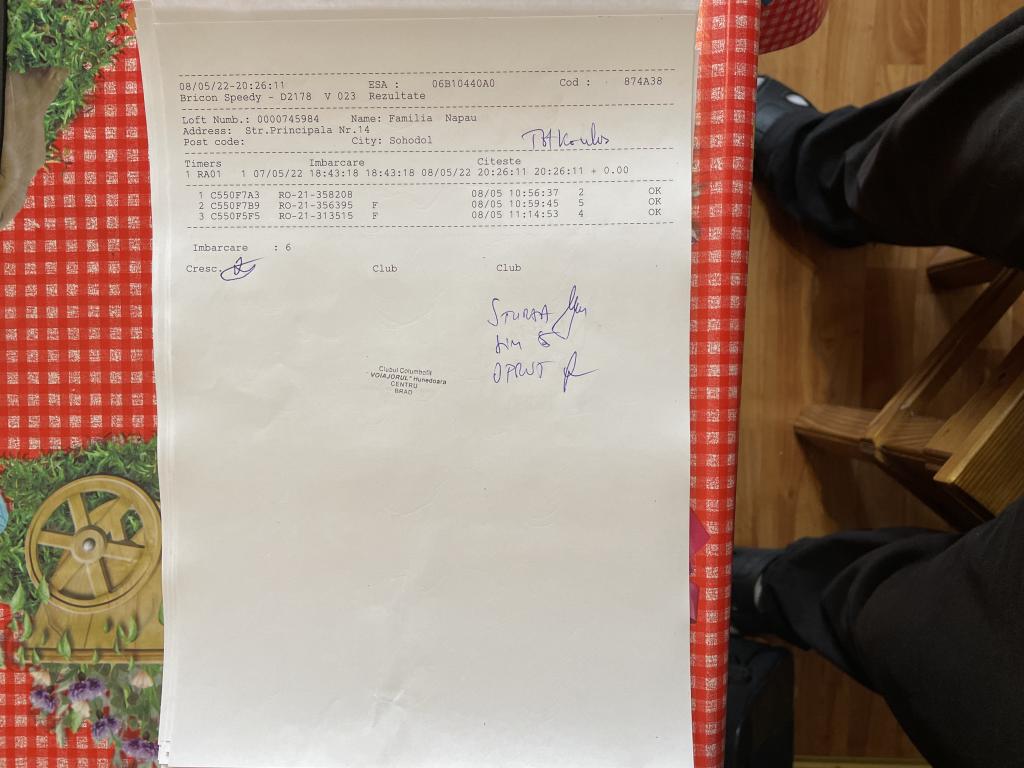 08/05/22-20:26:11 ESA : 06B10440A0 Cod : 874A38
Bricon Speedy - D2178 V 023 Rezultate
Loft Numb.: 0000745984 Name: Familia Napau
Address: Str.Principala Nr.14
Post code: City: Sohodol
Timers Imbarcare Citeste
1 RA01 1 07/05/22 18:43:18 18:43:18 08/05/22 20:26:11 20:26:11 + 0.00
1 C550F7A3 RO-21-358208 08/05 10:56:37 2 OK
2 C550F7B9 RO-21-356395 F 08/05 10:59:45 5 OK
3 C550F5F5 RO-21-313515 F 08/05 11:14:53 4 OK
Imbarcare : 6
Cresc. Club Club
Clubul Columbofil
"VOIAJORUL" Hunedoara
CENTRU
BRAD